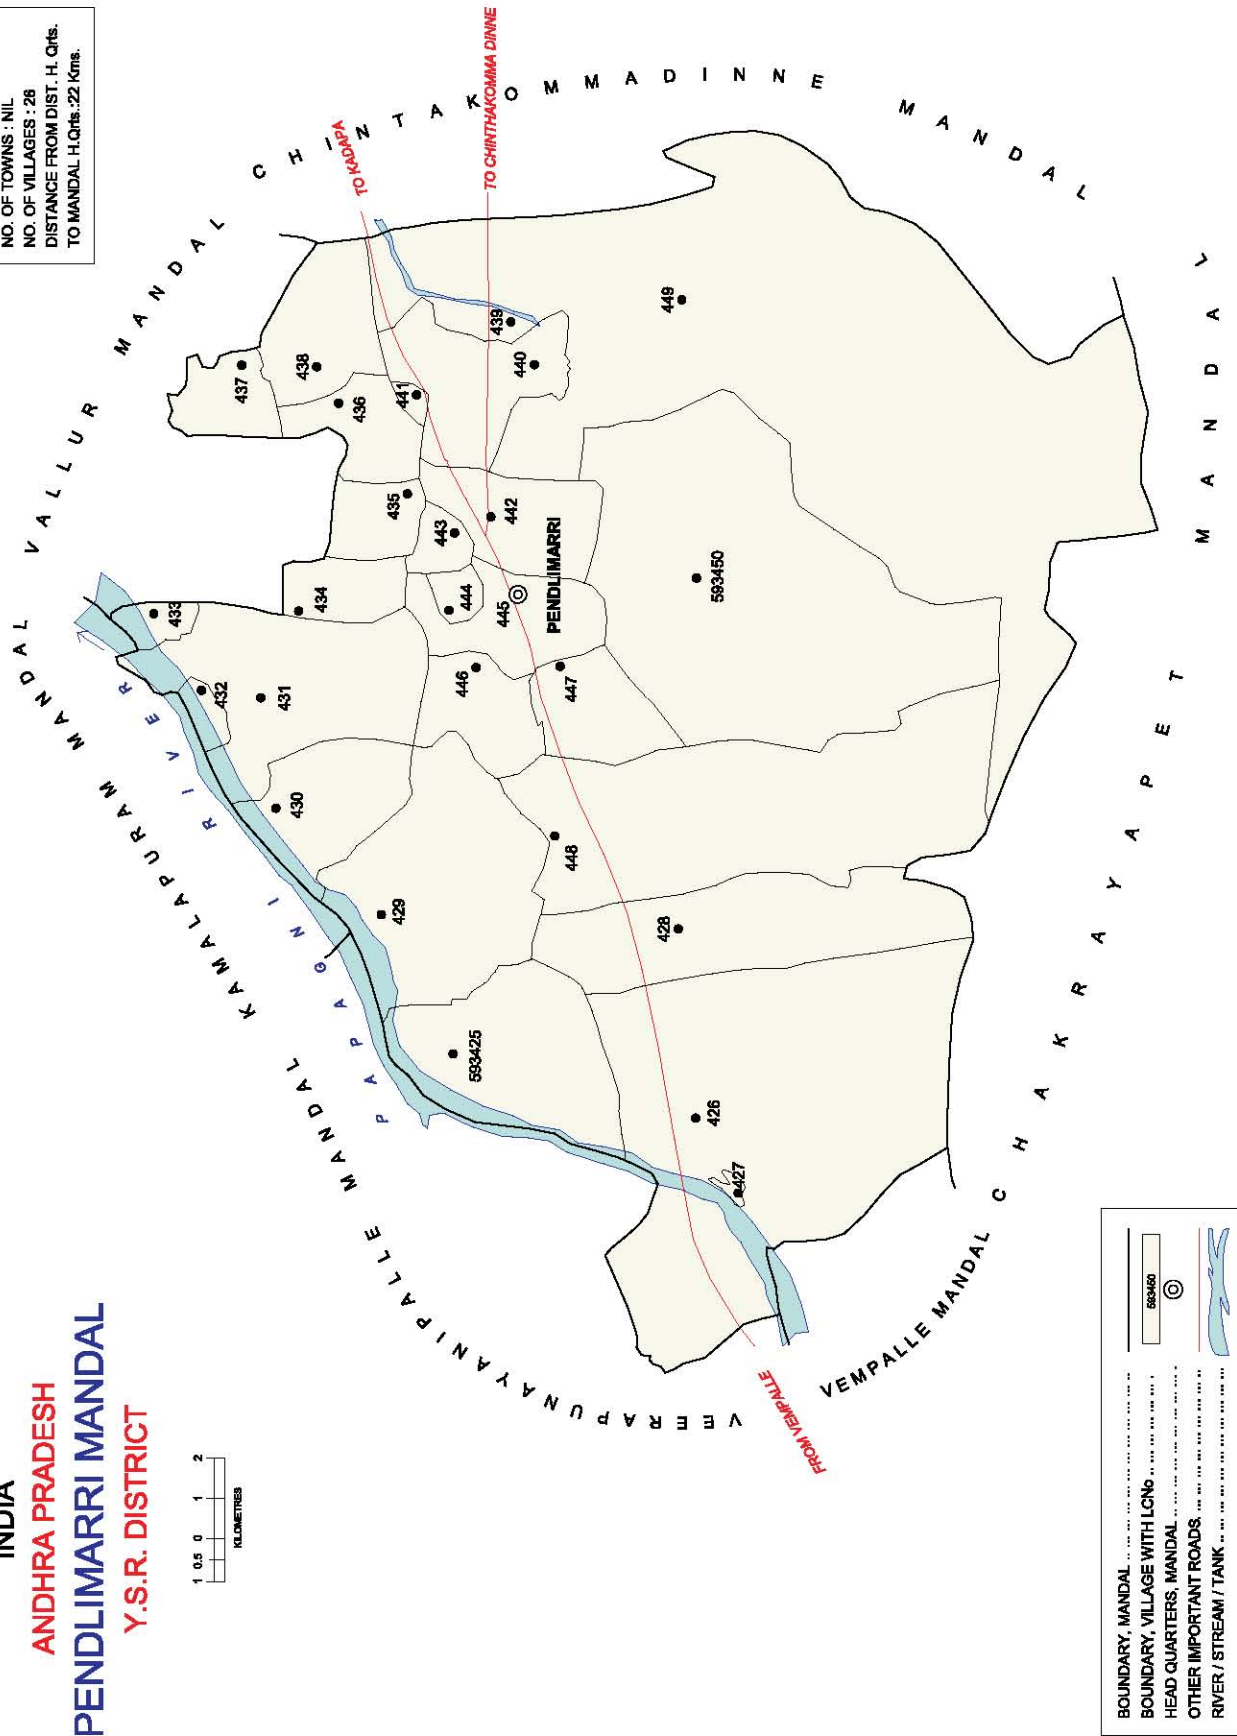 INDIA
ANDHRA PRADESH
PENDLIMARRI MANDAL
Y.S.R. DISTRICT
1 0.5 0 1 2
KILOMETRES
NO. OF TOWNS : NIL
NO. OF VILLAGES : 26
DISTANCE FROM DIST. H. Qrts.
TO MANDAL H.Qrts.:22 Kms.
VALLUR MANDAL
CHINTAKOMMADINNE MANDAL
KAMALAPURAM MANDAL
VEERAPUNAYANIPALLE MANDAL
VEMPALLE MANDAL
CHAKRAYAPET MANDAL
PAPAGNI RIVER
TO KADAPA
TO CHINTHAKOMMA DINNE
FROM VEMPALLE
PENDLIMARRI
593425
426
427
428
429
430
431
432
433
434
435
436
437
438
439
440
441
442
443
444
445
446
447
448
449
593450
BOUNDARY, MANDAL
BOUNDARY, VILLAGE WITH LCNo
593450
HEAD QUARTERS, MANDAL
OTHER IMPORTANT ROADS
RIVER / STREAM / TANK